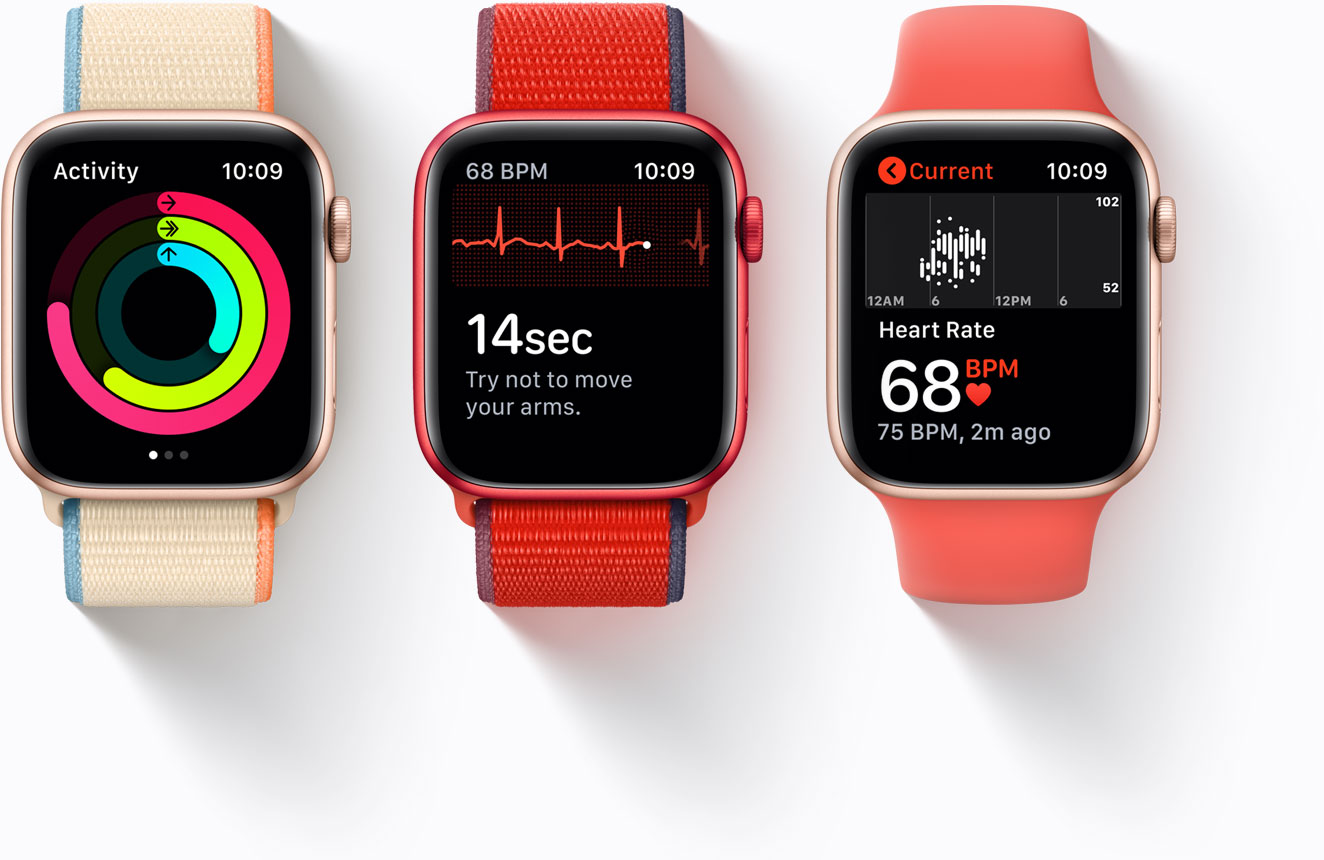 Activity 10:09
68 BPM 10:09
14sec
Try not to move
your arms.
Current 10:09
102
52
12AM 6 12PM 6
Heart Rate
68 BPM
75 BPM, 2m ago